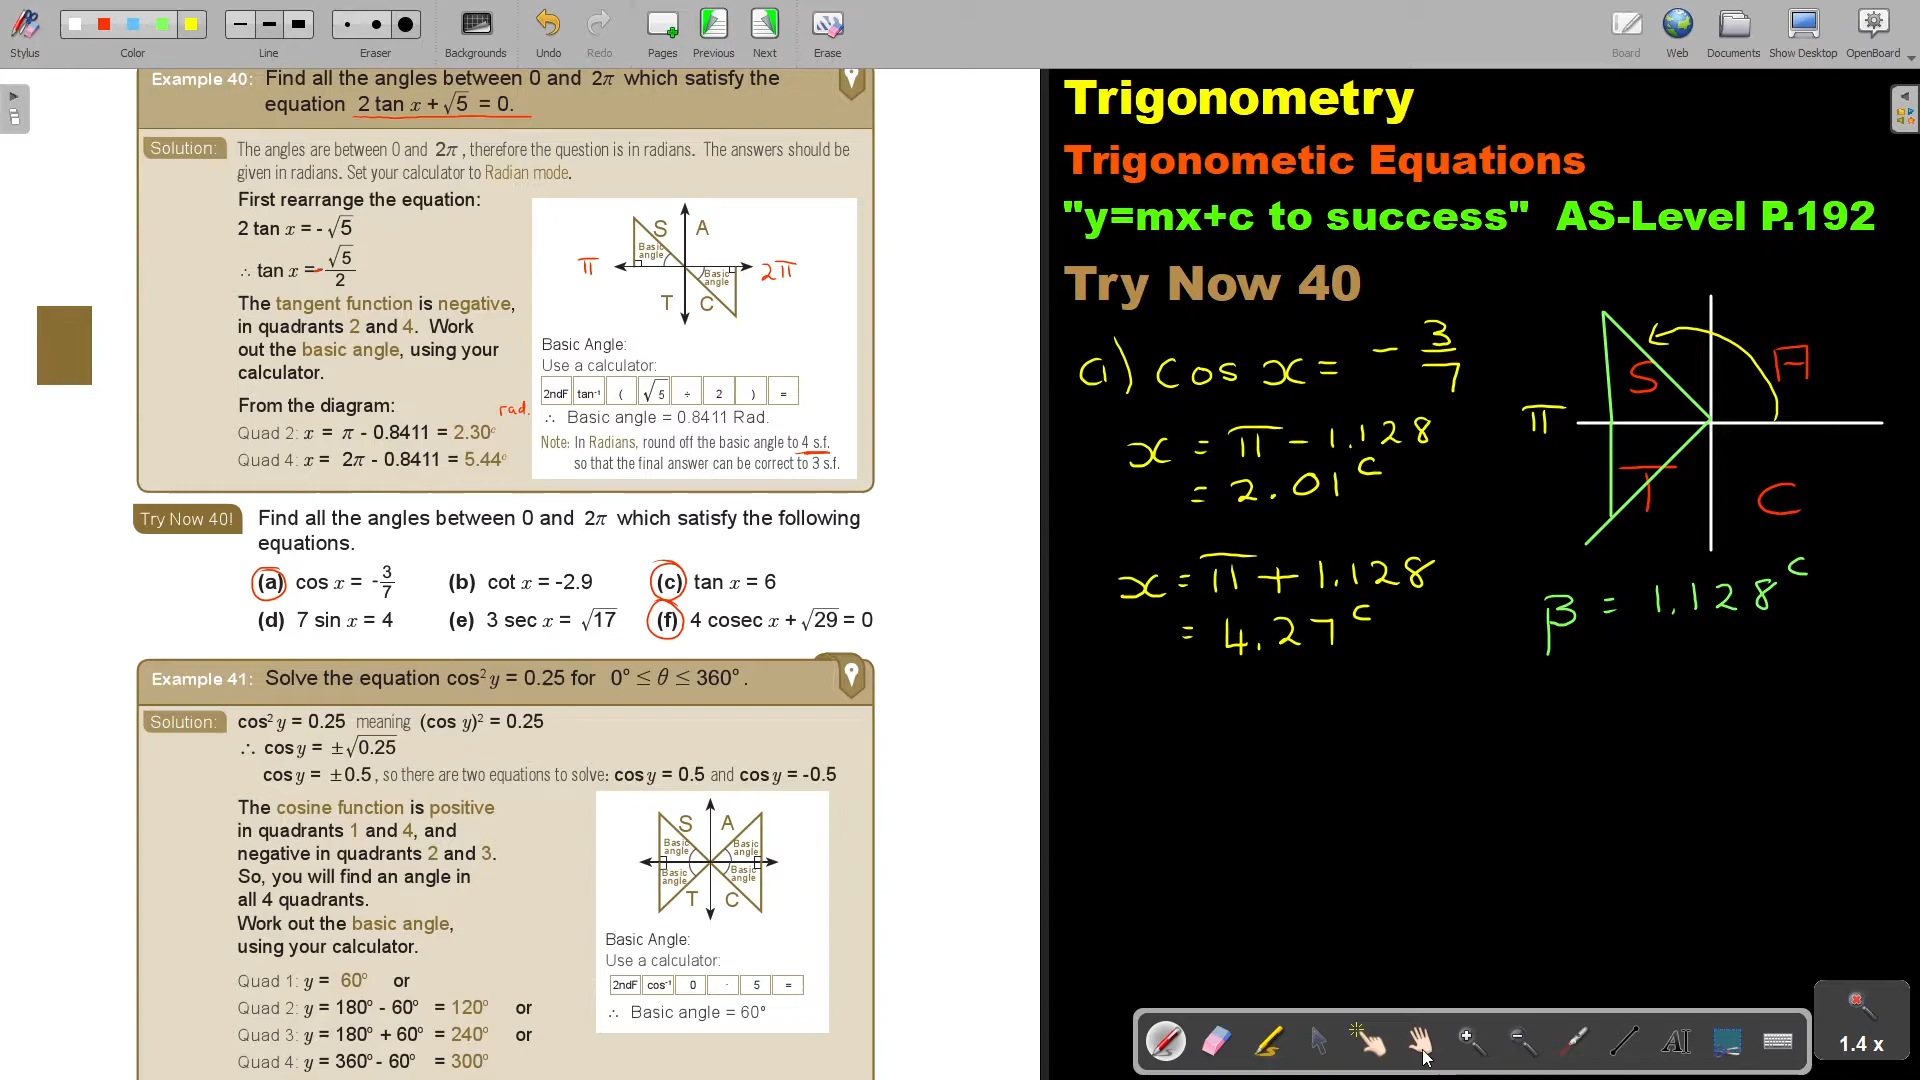 Stylus Color Line Eraser Backgrounds Undo Redo Pages Previous Next Erase Board Web Documents Show Desktop OpenBoard
Example 40: Find all the angles between 0 and 2π which satisfy the
equation 2 tan x + √5 = 0.
Solution: The angles are between 0 and 2π, therefore the question is in radians. The answers should be
given in radians. Set your calculator to Radian mode.
First rearrange the equation:
2 tan x = - √5
∴ tan x = - √5/2
The tangent function is negative,
in quadrants 2 and 4. Work
out the basic angle, using your
calculator.
From the diagram:
rad.
Quad 2: x = π - 0.8411 = 2.30ᶜ
Quad 4: x = 2π - 0.8411 = 5.44ᶜ
S A
Basic angle
π 2π
Basic angle
T C
Basic Angle:
Use a calculator:
2ndF tan⁻¹ ( √5 ÷ 2 ) =
∴ Basic angle = 0.8411 Rad.
Note: In Radians, round off the basic angle to 4 s.f.
so that the final answer can be correct to 3 s.f.
Try Now 40! Find all the angles between 0 and 2π which satisfy the following
equations.
(a) cos x = -3/7 (b) cot x = -2.9 (c) tan x = 6
(d) 7 sin x = 4 (e) 3 sec x = √17 (f) 4 cosec x + √29 = 0
Example 41: Solve the equation cos² y = 0.25 for 0° ≤ θ ≤ 360°.
Solution: cos² y = 0.25 meaning (cos y)² = 0.25
∴ cos y = ±√0.25
cos y = ±0.5, so there are two equations to solve: cos y = 0.5 and cos y = -0.5
The cosine function is positive
in quadrants 1 and 4, and
negative in quadrants 2 and 3.
So, you will find an angle in
all 4 quadrants.
Work out the basic angle,
using your calculator.
Quad 1: y = 60° or
Quad 2: y = 180° - 60° = 120° or
Quad 3: y = 180° + 60° = 240° or
Quad 4: y = 360° - 60° = 300°
S A
Basic angle Basic angle
Basic angle Basic angle
T C
Basic Angle:
Use a calculator:
2ndF cos⁻¹ 0 · 5 =
∴ Basic angle = 60°
Trigonometry
Trigonometic Equations
"y=mx+c to success" AS-Level P.192
Try Now 40
a) cos x = - 3/7
x = π - 1.128
= 2.01ᶜ
x = π + 1.128
= 4.27ᶜ
S A
π
T C
β = 1.128ᶜ
1.4 x